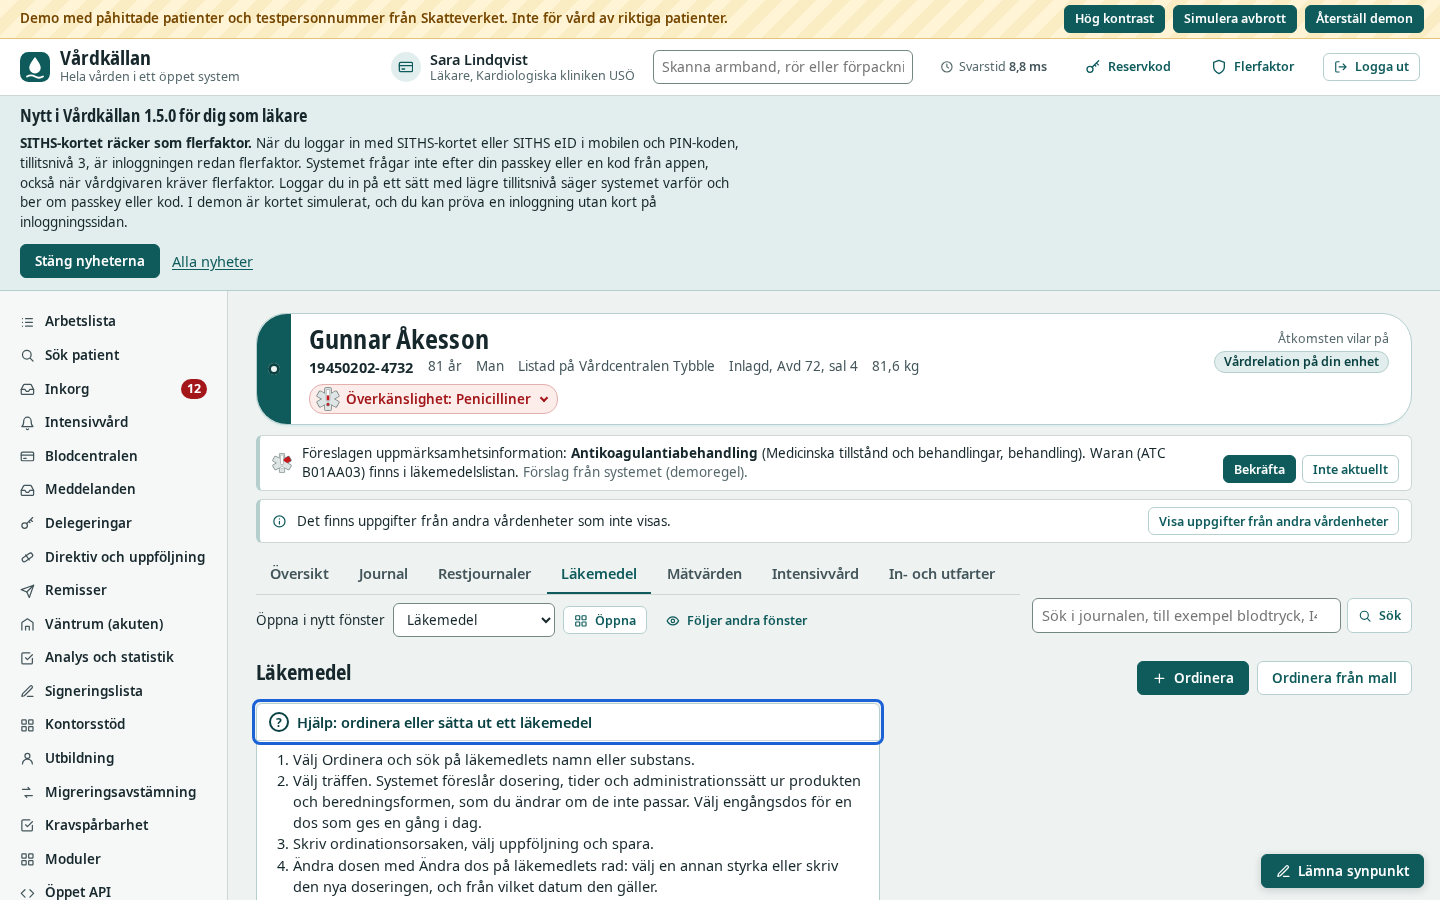 Demo med påhittade patienter och testpersonnummer från Skatteverket. Inte för vård av riktiga patienter.
Hög kontrast
Simulera avbrott
Återställ demon
Vårdkällan
Hela vården i ett öppet system
Sara Lindqvist
Läkare, Kardiologiska kliniken USÖ
Skanna armband, rör eller förpackni
Svarstid 8,8 ms
Reservkod
Flerfaktor
Logga ut
Nytt i Vårdkällan 1.5.0 för dig som läkare
SITHS-kortet räcker som flerfaktor. När du loggar in med SITHS-kortet eller SITHS eID i mobilen och PIN-koden,
tillitsnivå 3, är inloggningen redan flerfaktor. Systemet frågar inte efter din passkey eller en kod från appen,
också när vårdgivaren kräver flerfaktor. Loggar du in på ett sätt med lägre tillitsnivå säger systemet varför och
ber om passkey eller kod. I demon är kortet simulerat, och du kan pröva en inloggning utan kort på
inloggningssidan.
Stäng nyheterna
Alla nyheter
Arbetslista
Sök patient
Inkorg
12
Intensivvård
Blodcentralen
Meddelanden
Delegeringar
Direktiv och uppföljning
Remisser
Väntrum (akuten)
Analys och statistik
Signeringslista
Kontorsstöd
Utbildning
Migreringsavstämning
Kravspårbarhet
Moduler
Öppet API
Gunnar Åkesson
19450202-4732 81 år Man Listad på Vårdcentralen Tybble Inlagd, Avd 72, sal 4 81,6 kg
Överkänslighet: Penicilliner
Åtkomsten vilar på
Vårdrelation på din enhet
Föreslagen uppmärksamhetsinformation: Antikoagulantiabehandling (Medicinska tillstånd och behandlingar, behandling). Waran (ATC
B01AA03) finns i läkemedelslistan. Förslag från systemet (demoregel).
Bekräfta
Inte aktuellt
Det finns uppgifter från andra vårdenheter som inte visas.
Visa uppgifter från andra vårdenheter
Översikt
Journal
Restjournaler
Läkemedel
Mätvärden
Intensivvård
In- och utfarter
Öppna i nytt fönster
Läkemedel
Öppna
Följer andra fönster
Sök i journalen, till exempel blodtryck, I
Sök
Läkemedel
Ordinera
Ordinera från mall
Hjälp: ordinera eller sätta ut ett läkemedel
1. Välj Ordinera och sök på läkemedlets namn eller substans.
2. Välj träffen. Systemet föreslår dosering, tider och administrationssätt ur produkten
och beredningsformen, som du ändrar om de inte passar. Välj engångsdos för en
dos som ges en gång i dag.
3. Skriv ordinationsorsaken, välj uppföljning och spara.
4. Ändra dosen med Ändra dos på läkemedlets rad: välj en annan styrka eller skriv
den nya doseringen, och från vilket datum den gäller.
Lämna synpunkt